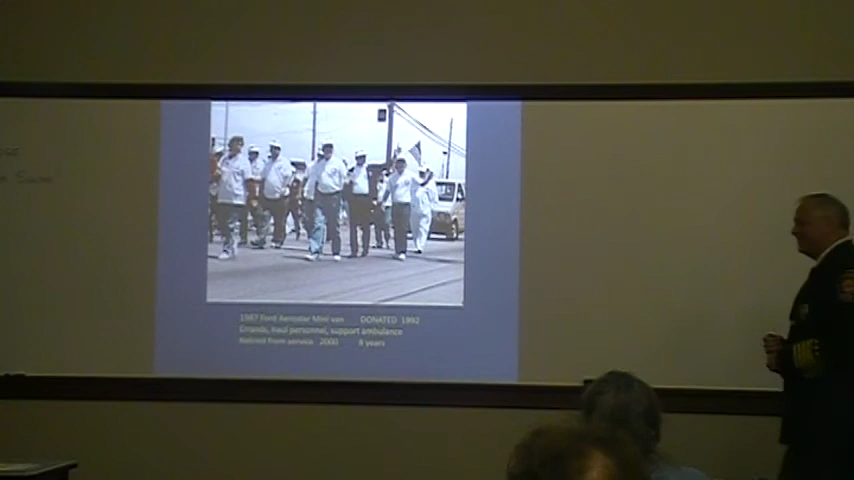 1987 Ford Aerostar Mini van DONATED 1992
Errands, haul personnel, support ambulance
Retired from service 2000 8 years